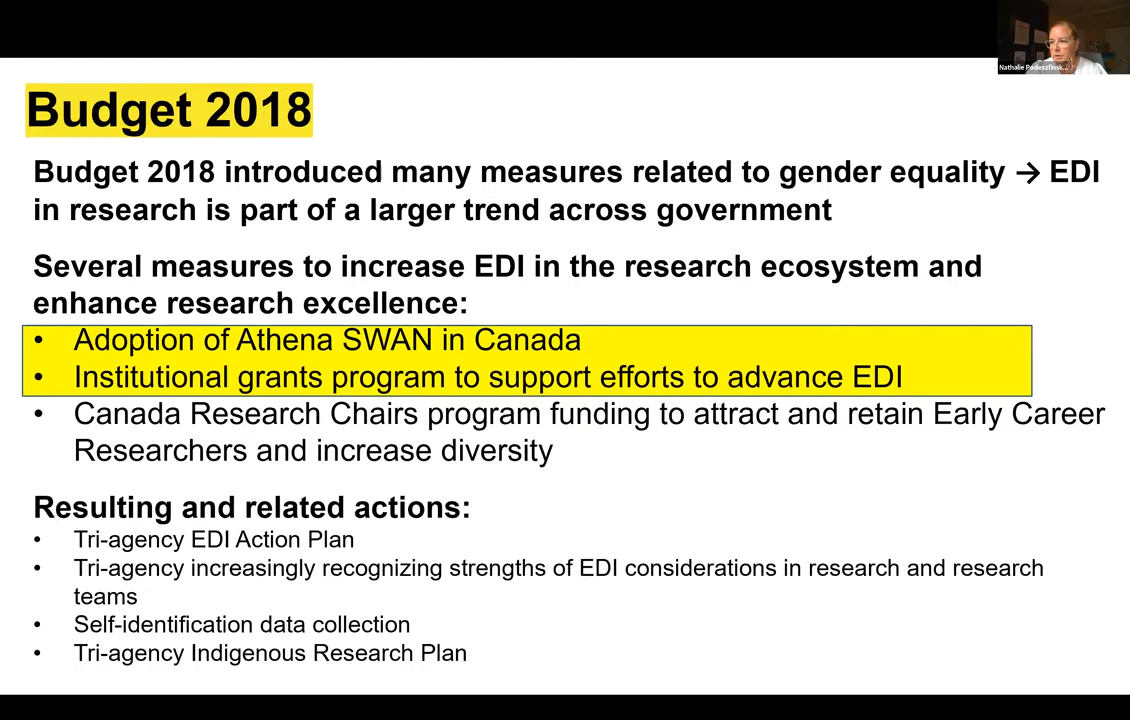 Nathalie Podeszfinsk...
Budget 2018
Budget 2018 introduced many measures related to gender equality → EDI
in research is part of a larger trend across government
Several measures to increase EDI in the research ecosystem and
enhance research excellence:
• Adoption of Athena SWAN in Canada
• Institutional grants program to support efforts to advance EDI
• Canada Research Chairs program funding to attract and retain Early Career
Researchers and increase diversity
Resulting and related actions:
• Tri-agency EDI Action Plan
• Tri-agency increasingly recognizing strengths of EDI considerations in research and research
teams
• Self-identification data collection
• Tri-agency Indigenous Research Plan